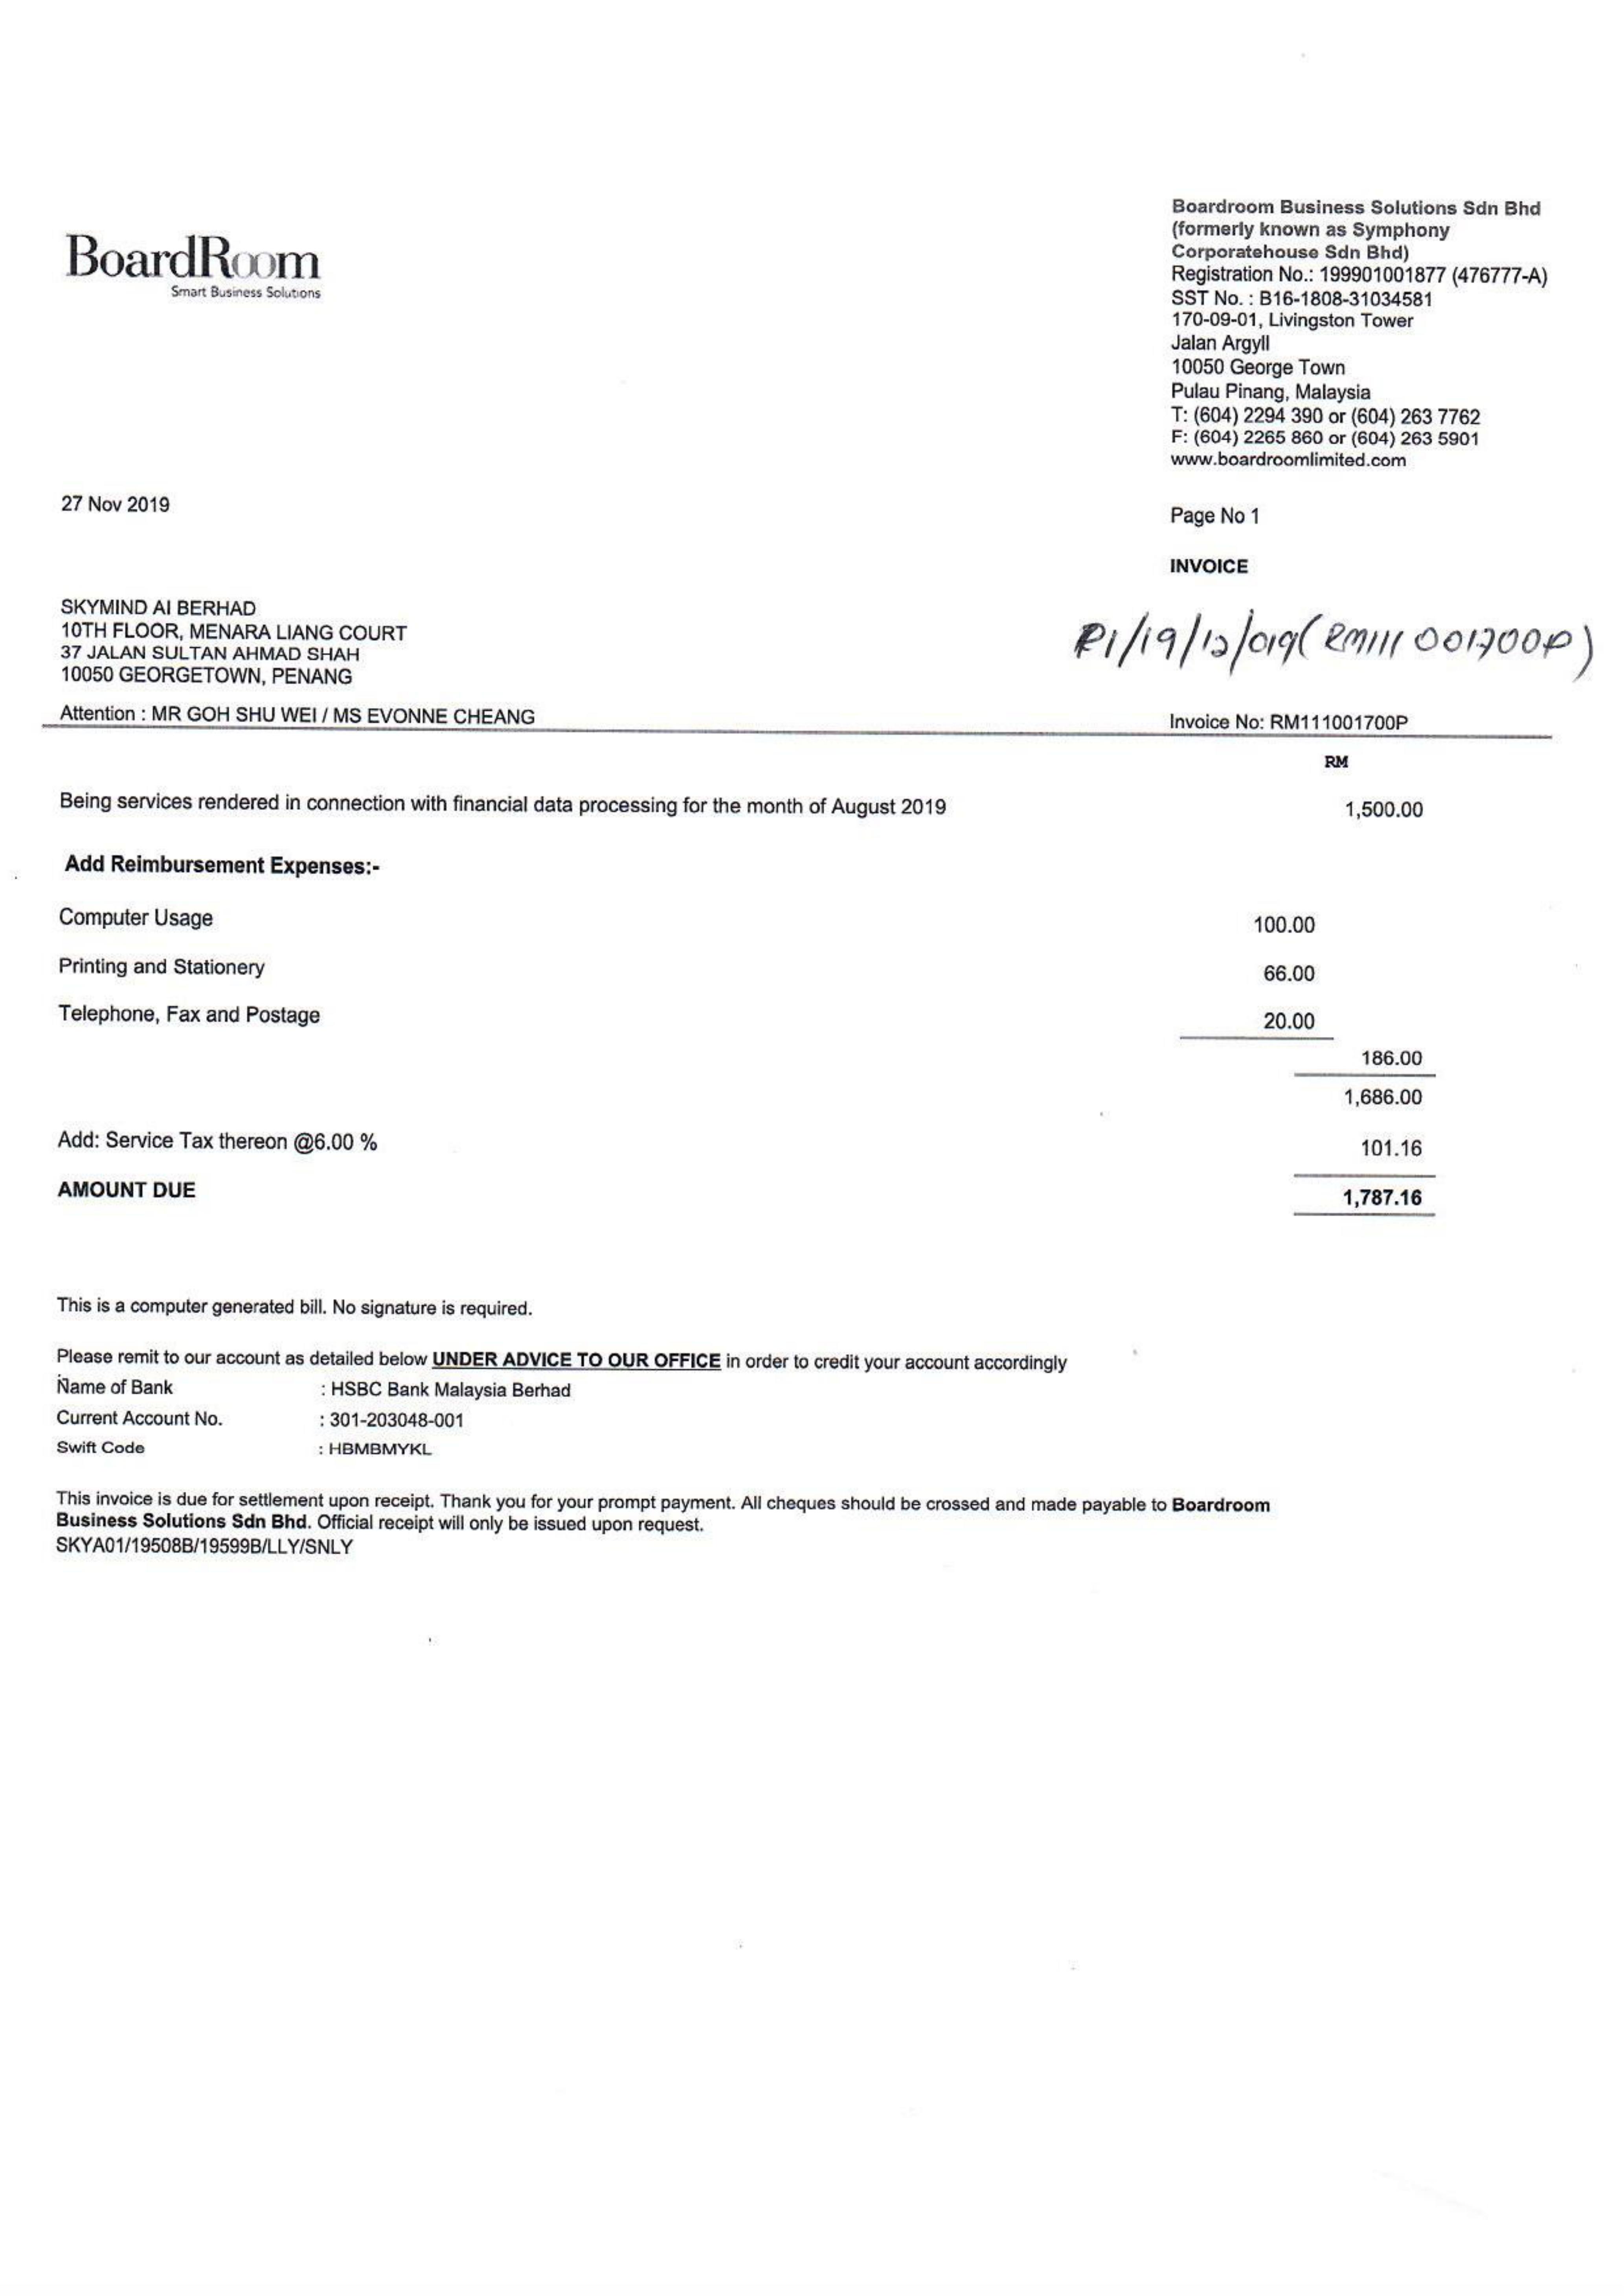 BoardRoom
Smart Business Solutions
Boardroom Business Solutions Sdn Bhd
(formerly known as Symphony
Corporatehouse Sdn Bhd)
Registration No.: 199901001877 (476777-A)
SST No. : B16-1808-31034581
170-09-01, Livingston Tower
Jalan Argyll
10050 George Town
Pulau Pinang, Malaysia
T: (604) 2294 390 or (604) 263 7762
F: (604) 2265 860 or (604) 263 5901
www.boardroomlimited.com
27 Nov 2019
Page No 1
INVOICE
SKYMIND AI BERHAD
10TH FLOOR, MENARA LIANG COURT
37 JALAN SULTAN AHMAD SHAH
10050 GEORGETOWN, PENANG
PI/19/12/019(RM111001700P)
Attention : MR GOH SHU WEI / MS EVONNE CHEANG
Invoice No: RM111001700P
RM
Being services rendered in connection with financial data processing for the month of August 2019 1,500.00
Add Reimbursement Expenses:-
Computer Usage 100.00
Printing and Stationery 66.00
Telephone, Fax and Postage 20.00
186.00
1,686.00
Add: Service Tax thereon @6.00 % 101.16
AMOUNT DUE 1,787.16
This is a computer generated bill. No signature is required.
Please remit to our account as detailed below UNDER ADVICE TO OUR OFFICE in order to credit your account accordingly
Name of Bank : HSBC Bank Malaysia Berhad
Current Account No. : 301-203048-001
Swift Code : HBMBMYKL
This invoice is due for settlement upon receipt. Thank you for your prompt payment. All cheques should be crossed and made payable to Boardroom
Business Solutions Sdn Bhd. Official receipt will only be issued upon request.
SKYA01/19508B/19599B/LLY/SNLY